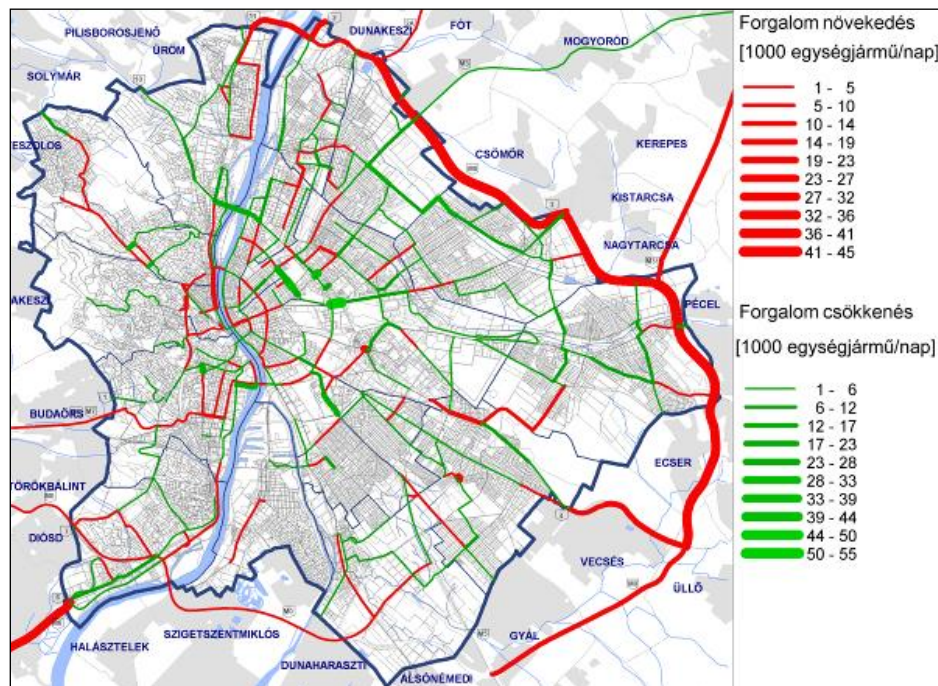 PILISBOROSJENŐ
ÜRÖM
DUNAKESZI
FÓT
MOGYORÓD
SOLYMÁR
CSÖMÖR
KEREPES
KISTARCSA
NAGYTARCSA
PÉCEL
AKESZI
BUDAÖRS
ECSER
TÖRÖKBÁLINT
DIÓSD
VECSÉS
ÜLLŐ
GYÁL
HALÁSZTELEK
SZIGETSZENTMIKLÓS
DUNAHARASZTI
ALSÓNÉMEDI
Forgalom növekedés
[1000 egységjármű/nap]
1 - 5
5 - 10
10 - 14
14 - 19
19 - 23
23 - 27
27 - 32
32 - 36
36 - 41
41 - 45
Forgalom csökkenés
[1000 egységjármű/nap]
1 - 6
6 - 12
12 - 17
17 - 23
23 - 28
28 - 33
33 - 39
39 - 44
44 - 50
50 - 55